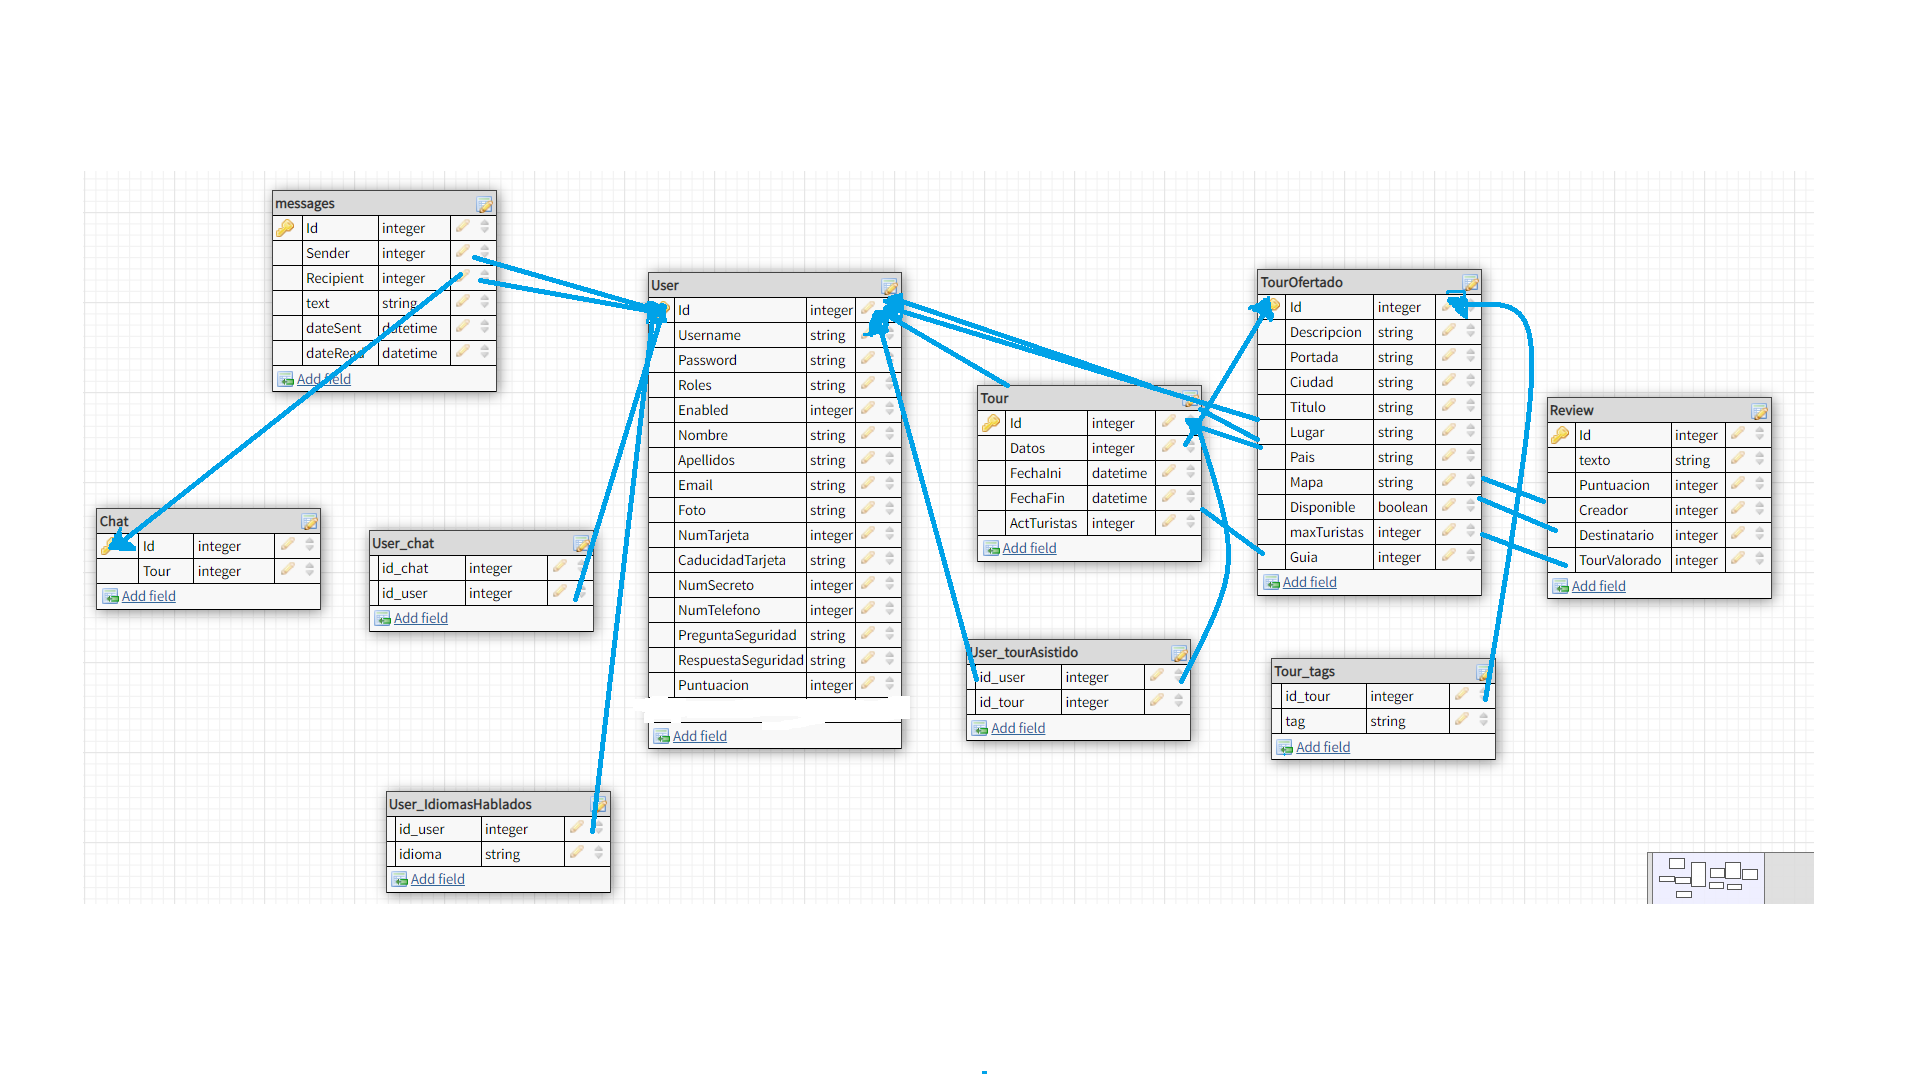 messages
Id integer
Sender integer
Recipient integer
text string
dateSent datetime
dateRead datetime
Add field
Chat
Id integer
Tour integer
Add field
User_chat
id_chat integer
id_user integer
Add field
User_IdiomasHablados
id_user integer
idioma string
Add field
User
Id integer
Username string
Password string
Roles string
Enabled integer
Nombre string
Apellidos string
Email string
Foto string
NumTarjeta integer
CaducidadTarjeta string
NumSecreto integer
NumTelefono integer
PreguntaSeguridad string
RespuestaSeguridad string
Puntuacion integer
Add field
Tour
Id integer
Datos integer
FechaIni datetime
FechaFin datetime
ActTuristas integer
Add field
User_tourAsistido
id_user integer
id_tour integer
Add field
TourOfertado
Id integer
Descripcion string
Portada string
Ciudad string
Titulo string
Lugar string
Pais string
Mapa string
Disponible boolean
maxTuristas integer
Guia integer
Add field
Tour_tags
id_tour integer
tag string
Add field
Review
Id integer
texto string
Puntuacion integer
Creador integer
Destinatario integer
TourValorado integer
Add field